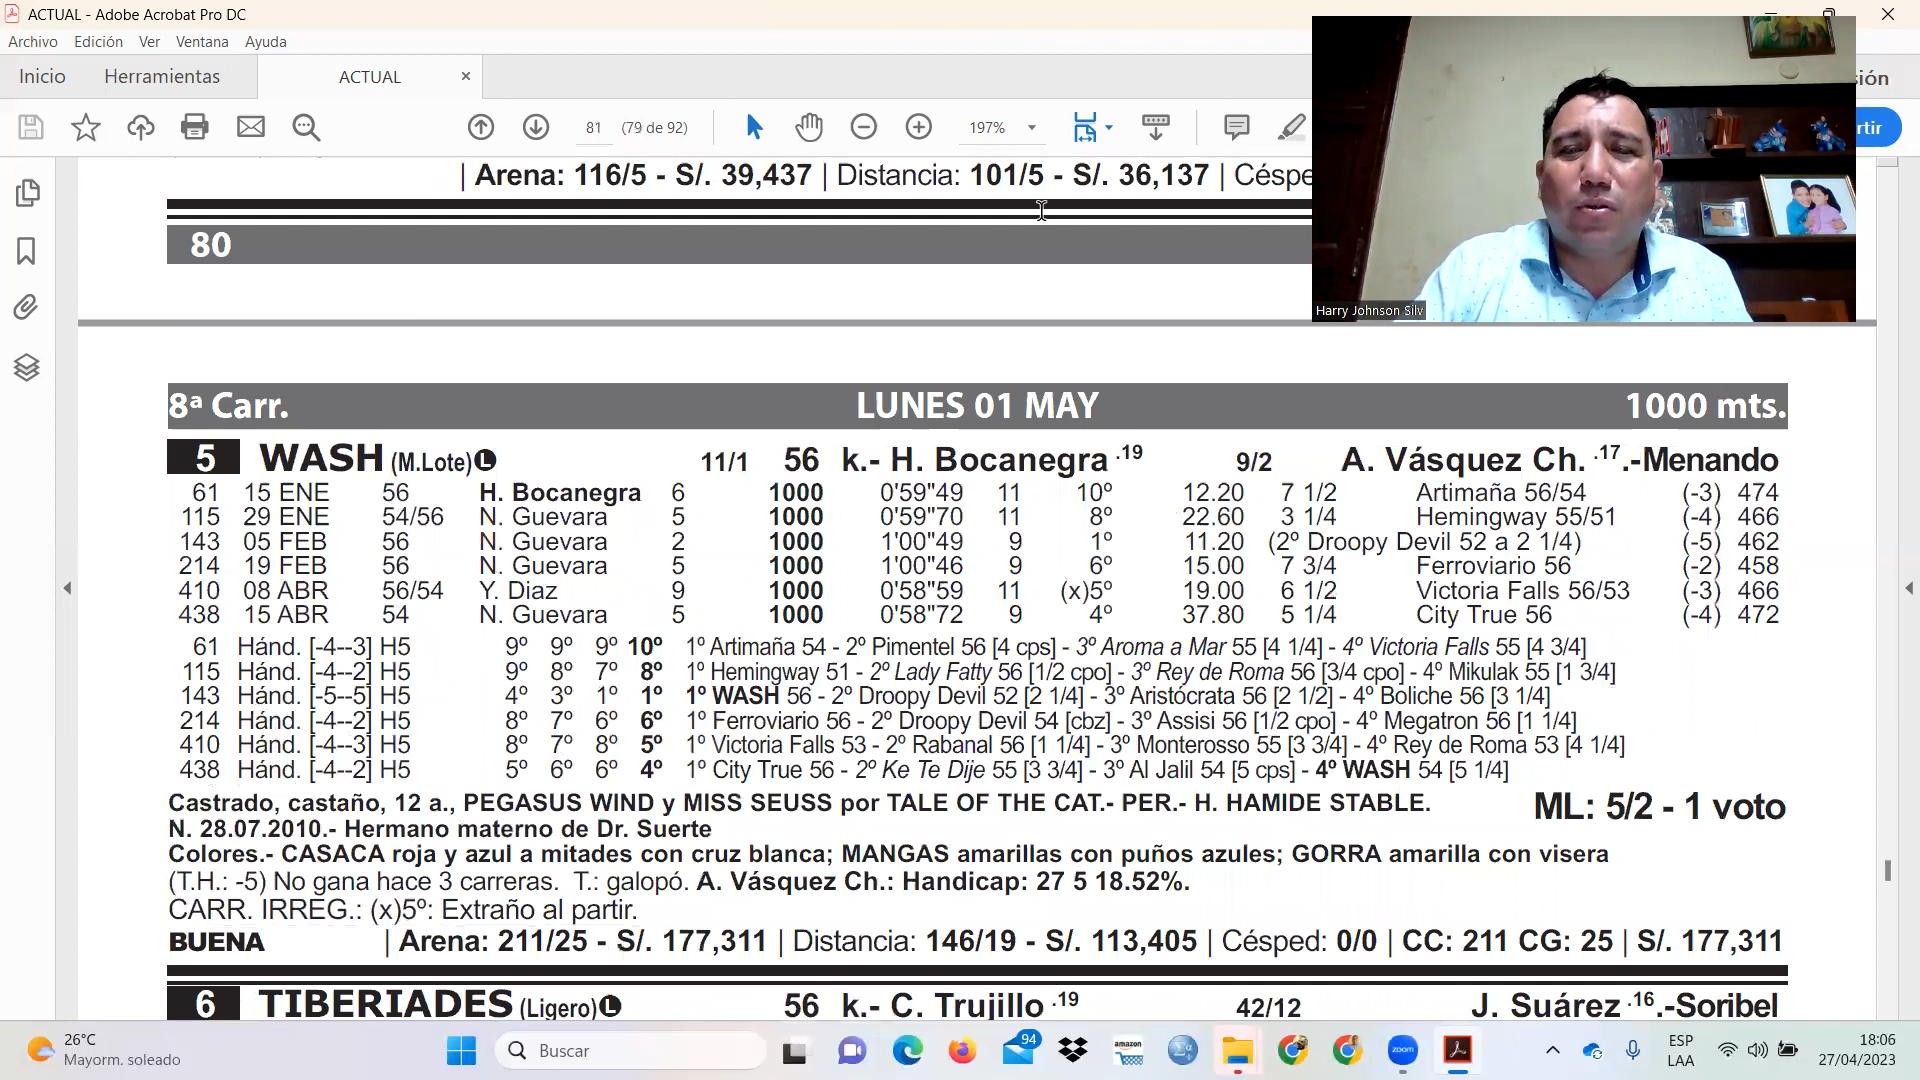 ACTUAL - Adobe Acrobat Pro DC
Archivo Edición Ver Ventana Ayuda
Inicio Herramientas ACTUAL ×
sión
81 (79 de 92) 197%
rtir
| Arena: 116/5 - S/. 39,437 | Distancia: 101/5 - S/. 36,137 | Céspe
80
Harry Johnson Silv
8ª Carr. LUNES 01 MAY 1000 mts.
5 WASH (M.Lote) L 11/1 56 k.- H. Bocanegra .19 9/2 A. Vásquez Ch. .17.-Menando
61 15 ENE 56 H. Bocanegra 6 1000 0'59"49 11 10º 12.20 7 1/2 Artimaña 56/54 (-3) 474
115 29 ENE 54/56 N. Guevara 5 1000 0'59"70 11 8º 22.60 3 1/4 Hemingway 55/51 (-4) 466
143 05 FEB 56 N. Guevara 2 1000 1'00"49 9 1º 11.20 (2º Droopy Devil 52 a 2 1/4) (-5) 462
214 19 FEB 56 N. Guevara 5 1000 1'00"46 9 6º 15.00 7 3/4 Ferroviario 56 (-2) 458
410 08 ABR 56/54 Y. Diaz 9 1000 0'58"59 11 (x)5º 19.00 6 1/2 Victoria Falls 56/53 (-3) 466
438 15 ABR 54 N. Guevara 5 1000 0'58"72 9 4º 37.80 5 1/4 City True 56 (-4) 472
61 Hánd. [-4--3] H5 9º 9º 9º 10º 1º Artimaña 54 - 2º Pimentel 56 [4 cps] - 3º Aroma a Mar 55 [4 1/4] - 4º Victoria Falls 55 [4 3/4]
115 Hánd. [-4--2] H5 9º 8º 7º 8º 1º Hemingway 51 - 2º Lady Fatty 56 [1/2 cpo] - 3º Rey de Roma 56 [3/4 cpo] - 4º Mikulak 55 [1 3/4]
143 Hánd. [-5--5] H5 4º 3º 1º 1º 1º WASH 56 - 2º Droopy Devil 52 [2 1/4] - 3º Aristócrata 56 [2 1/2] - 4º Boliche 56 [3 1/4]
214 Hánd. [-4--2] H5 8º 7º 6º 6º 1º Ferroviario 56 - 2º Droopy Devil 54 [cbz] - 3º Assisi 56 [1/2 cpo] - 4º Megatron 56 [1 1/4]
410 Hánd. [-4--3] H5 8º 7º 8º 5º 1º Victoria Falls 53 - 2º Rabanal 56 [1 1/4] - 3º Monterosso 55 [3 3/4] - 4º Rey de Roma 53 [4 1/4]
438 Hánd. [-4--2] H5 5º 6º 6º 4º 1º City True 56 - 2º Ke Te Dije 55 [3 3/4] - 3º Al Jalil 54 [5 cps] - 4º WASH 54 [5 1/4]
Castrado, castaño, 12 a., PEGASUS WIND y MISS SEUSS por TALE OF THE CAT.- PER.- H. HAMIDE STABLE. ML: 5/2 - 1 voto
N. 28.07.2010.- Hermano materno de Dr. Suerte
Colores.- CASACA roja y azul a mitades con cruz blanca; MANGAS amarillas con puños azules; GORRA amarilla con visera
(T.H.: -5) No gana hace 3 carreras. T.: galopó. A. Vásquez Ch.: Handicap: 27 5 18.52%.
CARR. IRREG.: (x)5º: Extraño al partir.
BUENA | Arena: 211/25 - S/. 177,311 | Distancia: 146/19 - S/. 113,405 | Césped: 0/0 | CC: 211 CG: 25 | S/. 177,311
6 TIBERIADES (Ligero) L 56 k.- C. Trujillo .19 42/12 J. Suárez .16.-Soribel
26°C
Mayorm. soleado
Buscar
94
amazon
zoom
ESP
LAA
18:06
27/04/2023